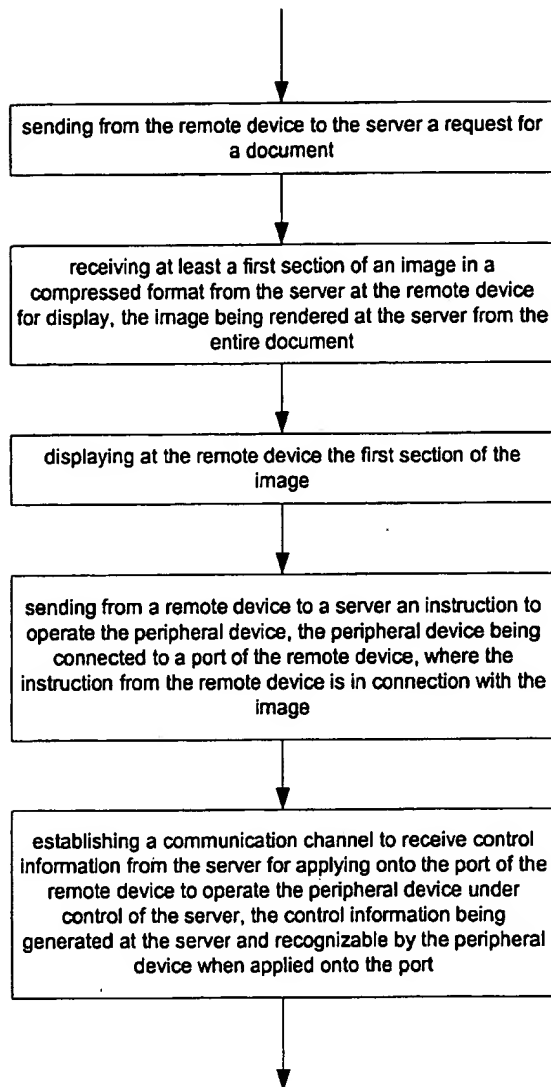 sending from the remote device to the server a request for
a document
receiving at least a first section of an image in a
compressed format from the server at the remote device
for display, the image being rendered at the server from the
entire document
displaying at the remote device the first section of the
image
sending from a remote device to a server an instruction to
operate the peripheral device, the peripheral device being
connected to a port of the remote device, where the
instruction from the remote device is in connection with the
image
establishing a communication channel to receive control
information from the server for applying onto the port of the
remote device to operate the peripheral device under
control of the server, the control information being
generated at the server and recognizable by the peripheral
device when applied onto the port